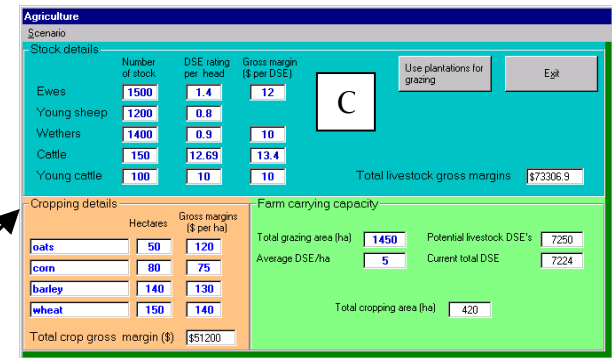 Agriculture
Scenario
Stock details
Number of stock DSE rating per head Gross margin ($ per DSE)
Use plantations for grazing Exit
C
Ewes 1500 1.4 12
Young sheep 1200 0.8
Wethers 1400 0.9 10
Cattle 150 12.69 13.4
Young cattle 100 10 10 Total livestock gross margins $73306.9
Cropping details
Hectares Gross margins ($ per ha)
oats 50 120
corn 80 75
barley 140 130
wheat 150 140
Total crop gross margin ($) $51200
Farm carrying capacity
Total grazing area (ha) 1450 Potential livestock DSE's 7250
Average DSE/ha 5 Current total DSE 7224
Total cropping area (ha) 420